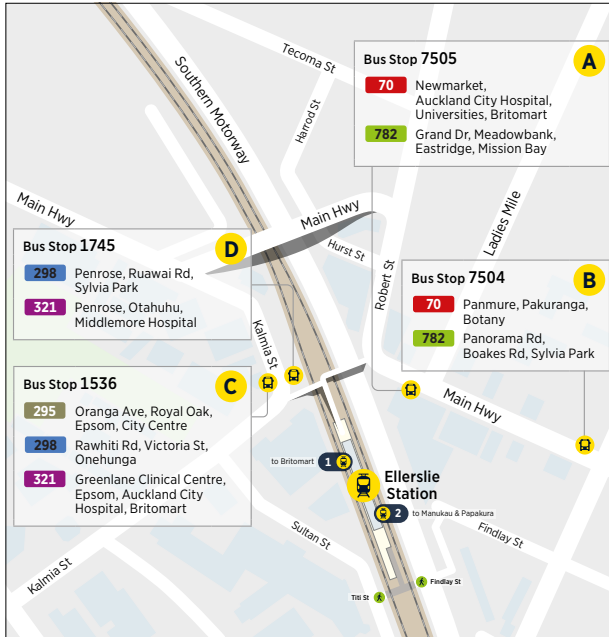 Tecoma St
Southern Motorway
Harrod St
Bus Stop 7505
A
70
Newmarket,
Auckland City Hospital,
Universities, Britomart
782
Grand Dr, Meadowbank,
Eastridge, Mission Bay
Main Hwy
Main Hwy
Hurst St
Robert St
Ladies Mile
Bus Stop 1745
D
298
Penrose, Ruawai Rd,
Sylvia Park
321
Penrose, Otahuhu,
Middlemore Hospital
Bus Stop 7504
B
70
Panmure, Pakuranga,
Botany
782
Panorama Rd,
Boakes Rd, Sylvia Park
Kalmia St
Bus Stop 1536
C
295
Oranga Ave, Royal Oak,
Epsom, City Centre
298
Rawhiti Rd, Victoria St,
Onehunga
321
Greenlane Clinical Centre,
Epsom, Auckland City
Hospital, Britomart
Main Hwy
to Britomart
1
Ellerslie
Station
2
to Manukau & Papakura
Sultan St
Findlay St
Kalmia St
Findlay St
Titi St